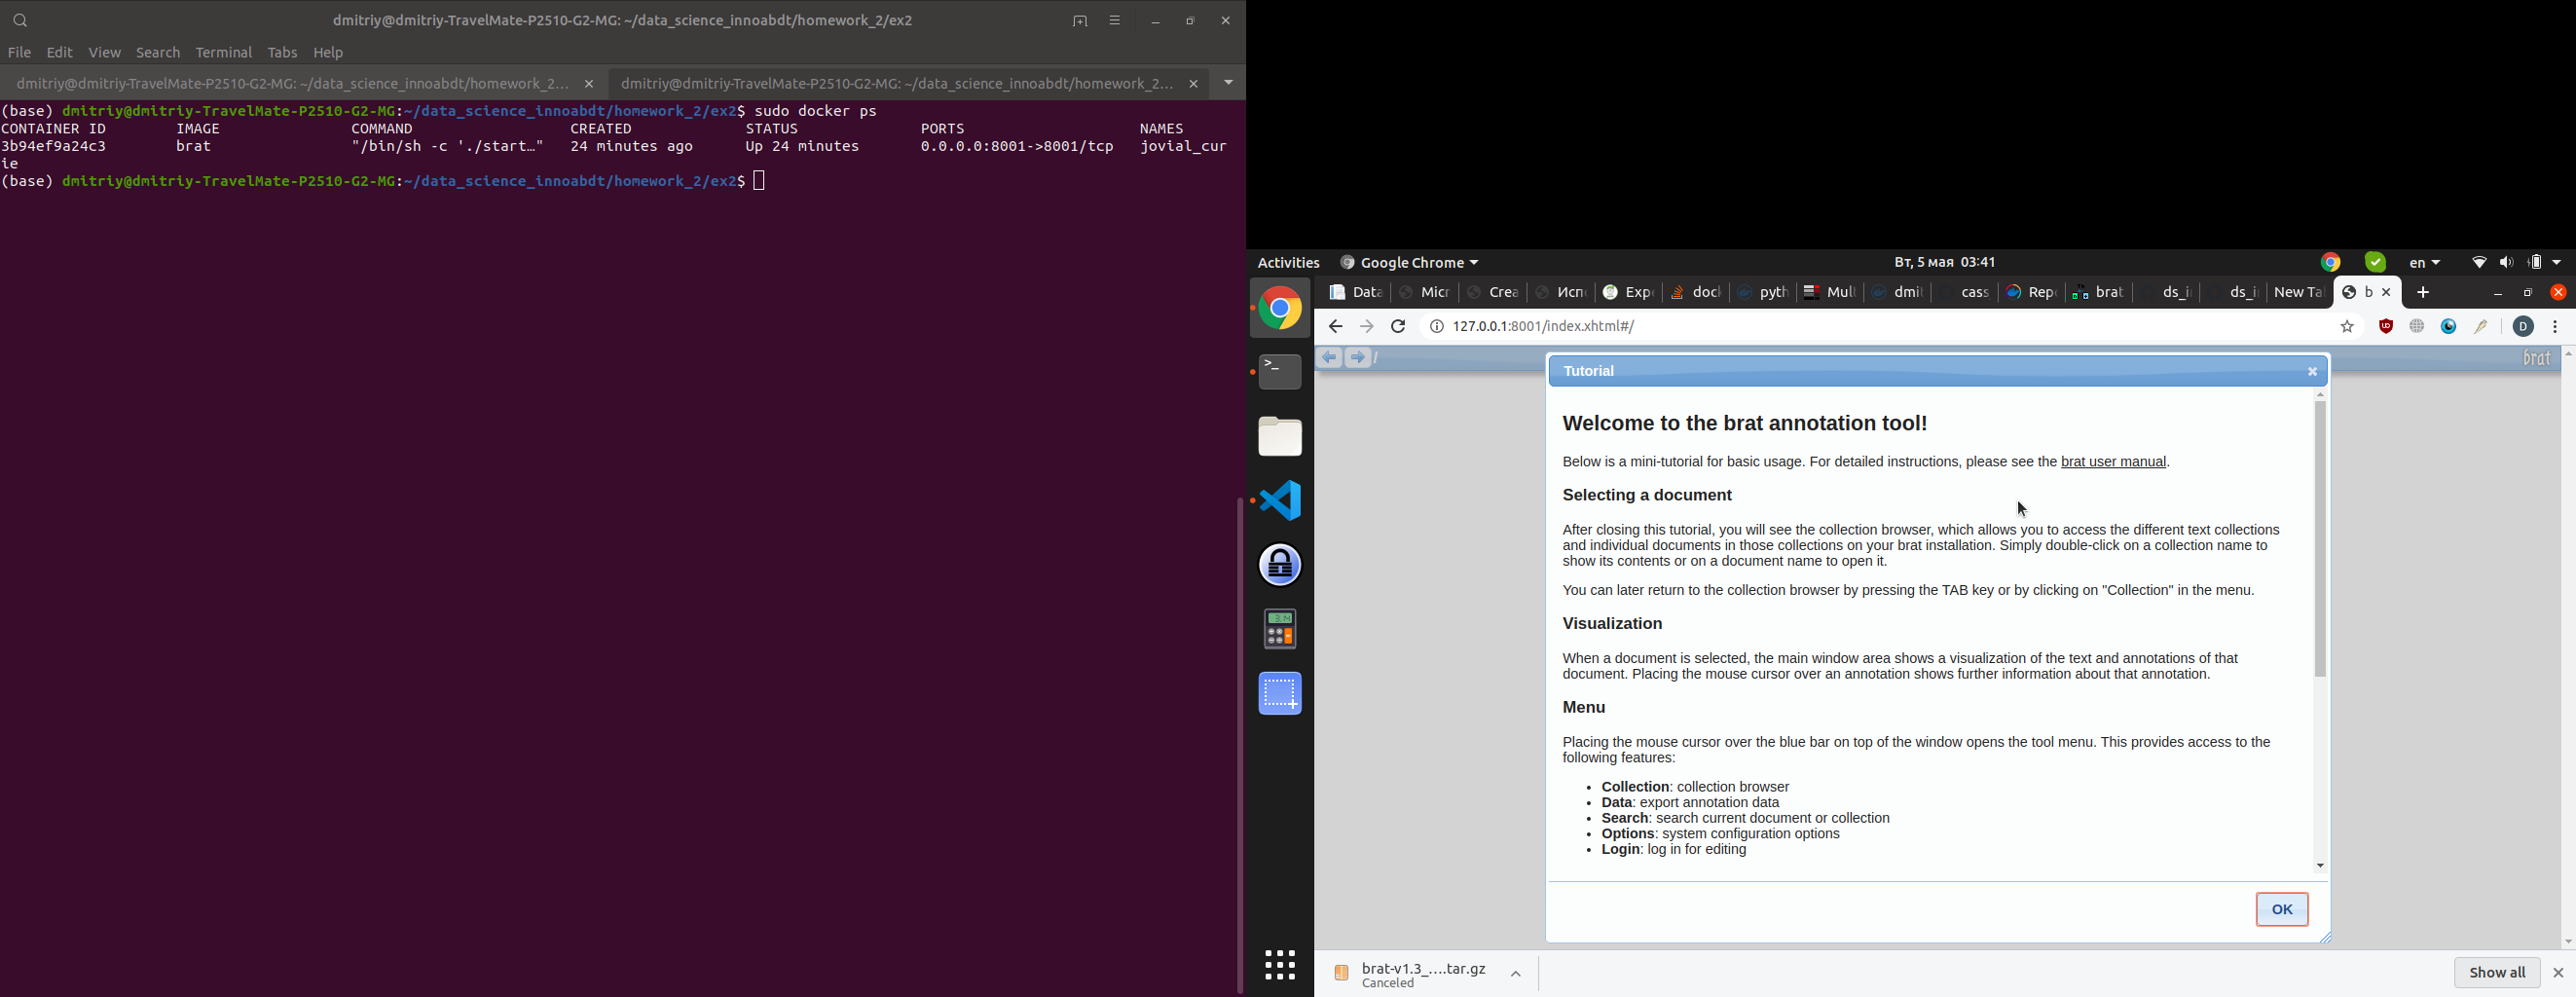 dmitriy@dmitriy-TravelMate-P2510-G2-MG: ~/data_science_innoabdt/homework_2/ex2
File Edit View Search Terminal Tabs Help
dmitriy@dmitriy-TravelMate-P2510-G2-MG: ~/data_science_innoabdt/homework_2... dmitriy@dmitriy-TravelMate-P2510-G2-MG: ~/data_science_innoabdt/homework_2...
(base) dmitriy@dmitriy-TravelMate-P2510-G2-MG:~/data_science_innoabdt/homework_2/ex2$ sudo docker ps
CONTAINER ID IMAGE COMMAND CREATED STATUS PORTS NAMES
3b94ef9a24c3 brat "/bin/sh -c './start…" 24 minutes ago Up 24 minutes 0.0.0.0:8001->8001/tcp jovial_cur
ie
(base) dmitriy@dmitriy-TravelMate-P2510-G2-MG:~/data_science_innoabdt/homework_2/ex2$
Activities Google Chrome Вт, 5 мая 03:41 en
Data Micr Crea Испо Exp dock pyth Mul dmit cass Rep brat ds_i ds_i New Ta b
127.0.0.1:8001/index.xhtml#/ D
/ brat
Tutorial
Welcome to the brat annotation tool!
Below is a mini-tutorial for basic usage. For detailed instructions, please see the brat user manual.
Selecting a document
After closing this tutorial, you will see the collection browser, which allows you to access the different text collections
and individual documents in those collections on your brat installation. Simply double-click on a collection name to
show its contents or on a document name to open it.
You can later return to the collection browser by pressing the TAB key or by clicking on "Collection" in the menu.
Visualization
When a document is selected, the main window area shows a visualization of the text and annotations of that
document. Placing the mouse cursor over an annotation shows further information about that annotation.
Menu
Placing the mouse cursor over the blue bar on top of the window opens the tool menu. This provides access to the
following features:
• Collection: collection browser
• Data: export annotation data
• Search: search current document or collection
• Options: system configuration options
• Login: log in for editing
OK
brat-v1.3_....tar.gz
Canceled
Show all